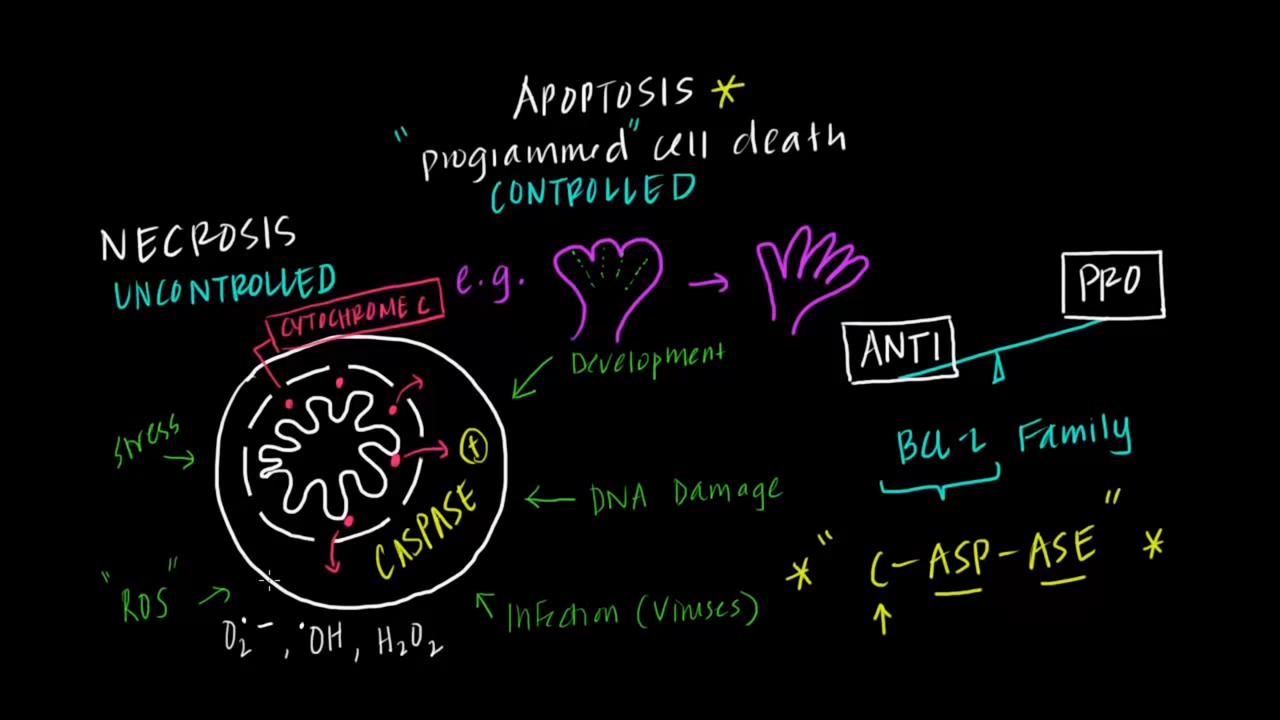 APOPTOSIS *
"programmed" cell death
CONTROLLED
NECROSIS
UNCONTROLLED
e.g.
CYTOCHROME C
PRO
ANTI
Development
Stress
+
CASPASE
Bcl-2 Family
DNA Damage
* "C-ASP-ASE" *
"ROS"
Infection (Viruses)
O₂•−, •OH, H₂O₂